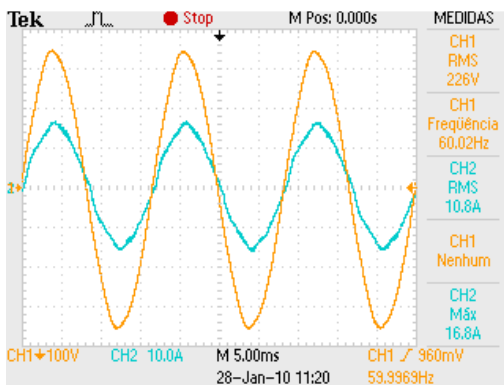 Tek Stop M Pos: 0.000s MEDIDAS
CH1
RMS
226V
CH1
Freqüência
60.02Hz
CH2
RMS
10.8A
CH1
Nenhum
CH2
Máx
16.8A
2
CH1 100V CH2 10.0A M 5.00ms CH1 960mV
28-Jan-10 11:20 59.9969Hz